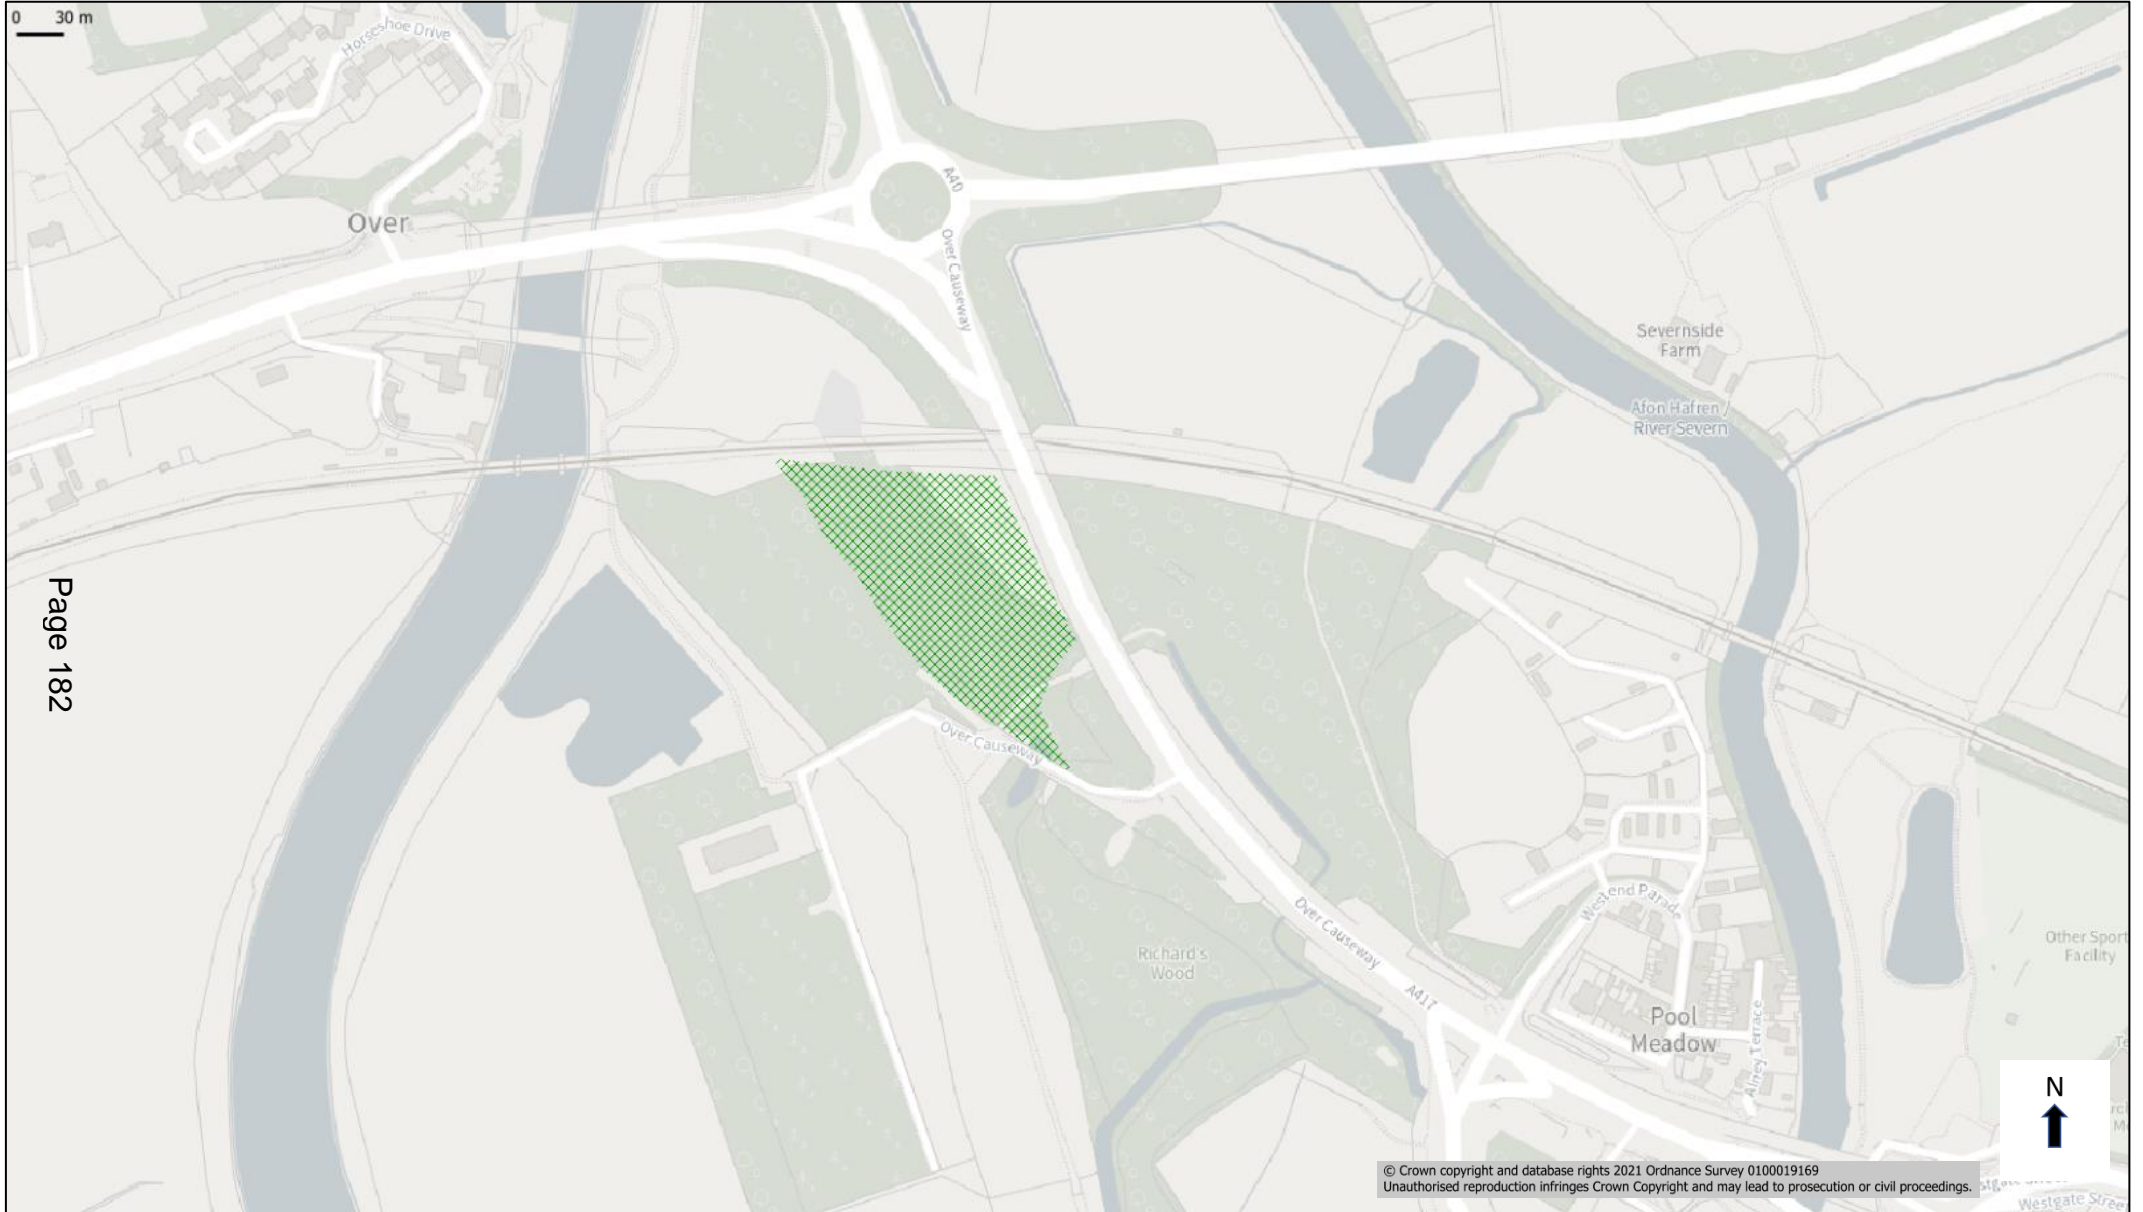 0 30 m
Horseshoe Drive
Over
A40
Over Causeway
Severnside
Farm
Afon Hafren /
River Severn
Page 182
Over Causeway
Over Causeway
Westend Parade
Richard's
Wood
A417
Pool
Meadow
Alney Terrace
Other Sport
Facility
N
© Crown copyright and database rights 2021 Ordnance Survey 0100019169
Unauthorised reproduction infringes Crown Copyright and may lead to prosecution or civil proceedings.
Westgate Stree